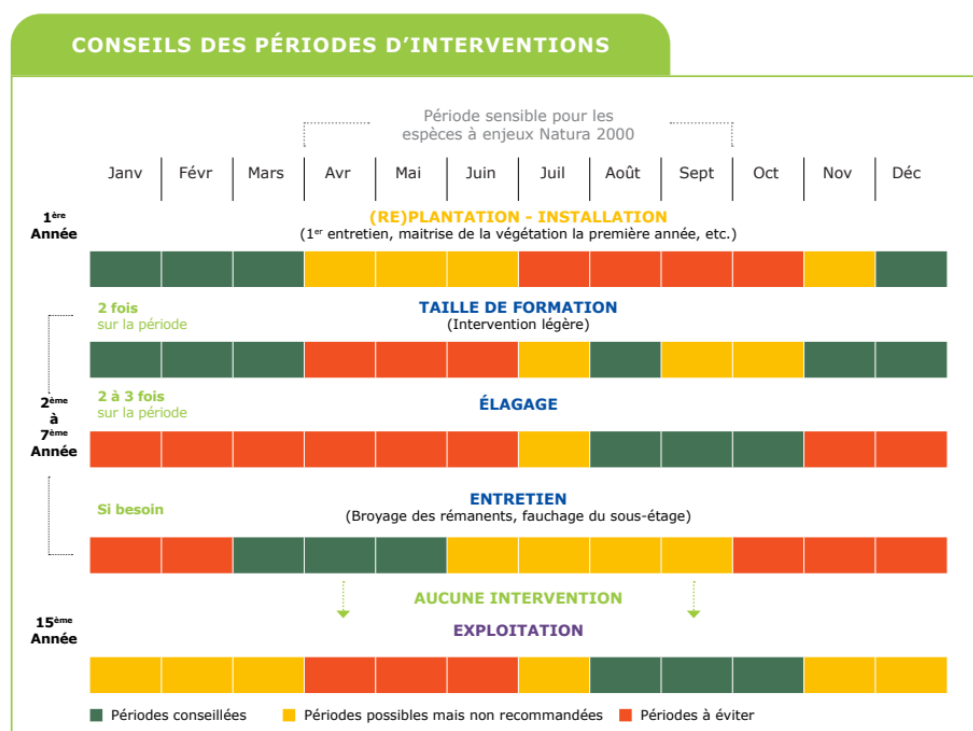 CONSEILS DES PÉRIODES D’INTERVENTIONS
Période sensible pour les
espèces à enjeux Natura 2000
Janv Févr Mars Avr Mai Juin Juil Août Sept Oct Nov Déc
1ère
Année
(RE)PLANTATION - INSTALLATION
(1er entretien, maitrise de la végétation la première année, etc.)
2 fois
sur la période
TAILLE DE FORMATION
(Intervention légère)
2ème
à
7ème
Année
2 à 3 fois
sur la période
ÉLAGAGE
Si besoin
ENTRETIEN
(Broyage des rémanents, fauchage du sous-étage)
AUCUNE INTERVENTION
15ème
Année
EXPLOITATION
Périodes conseillées Périodes possibles mais non recommandées Périodes à éviter